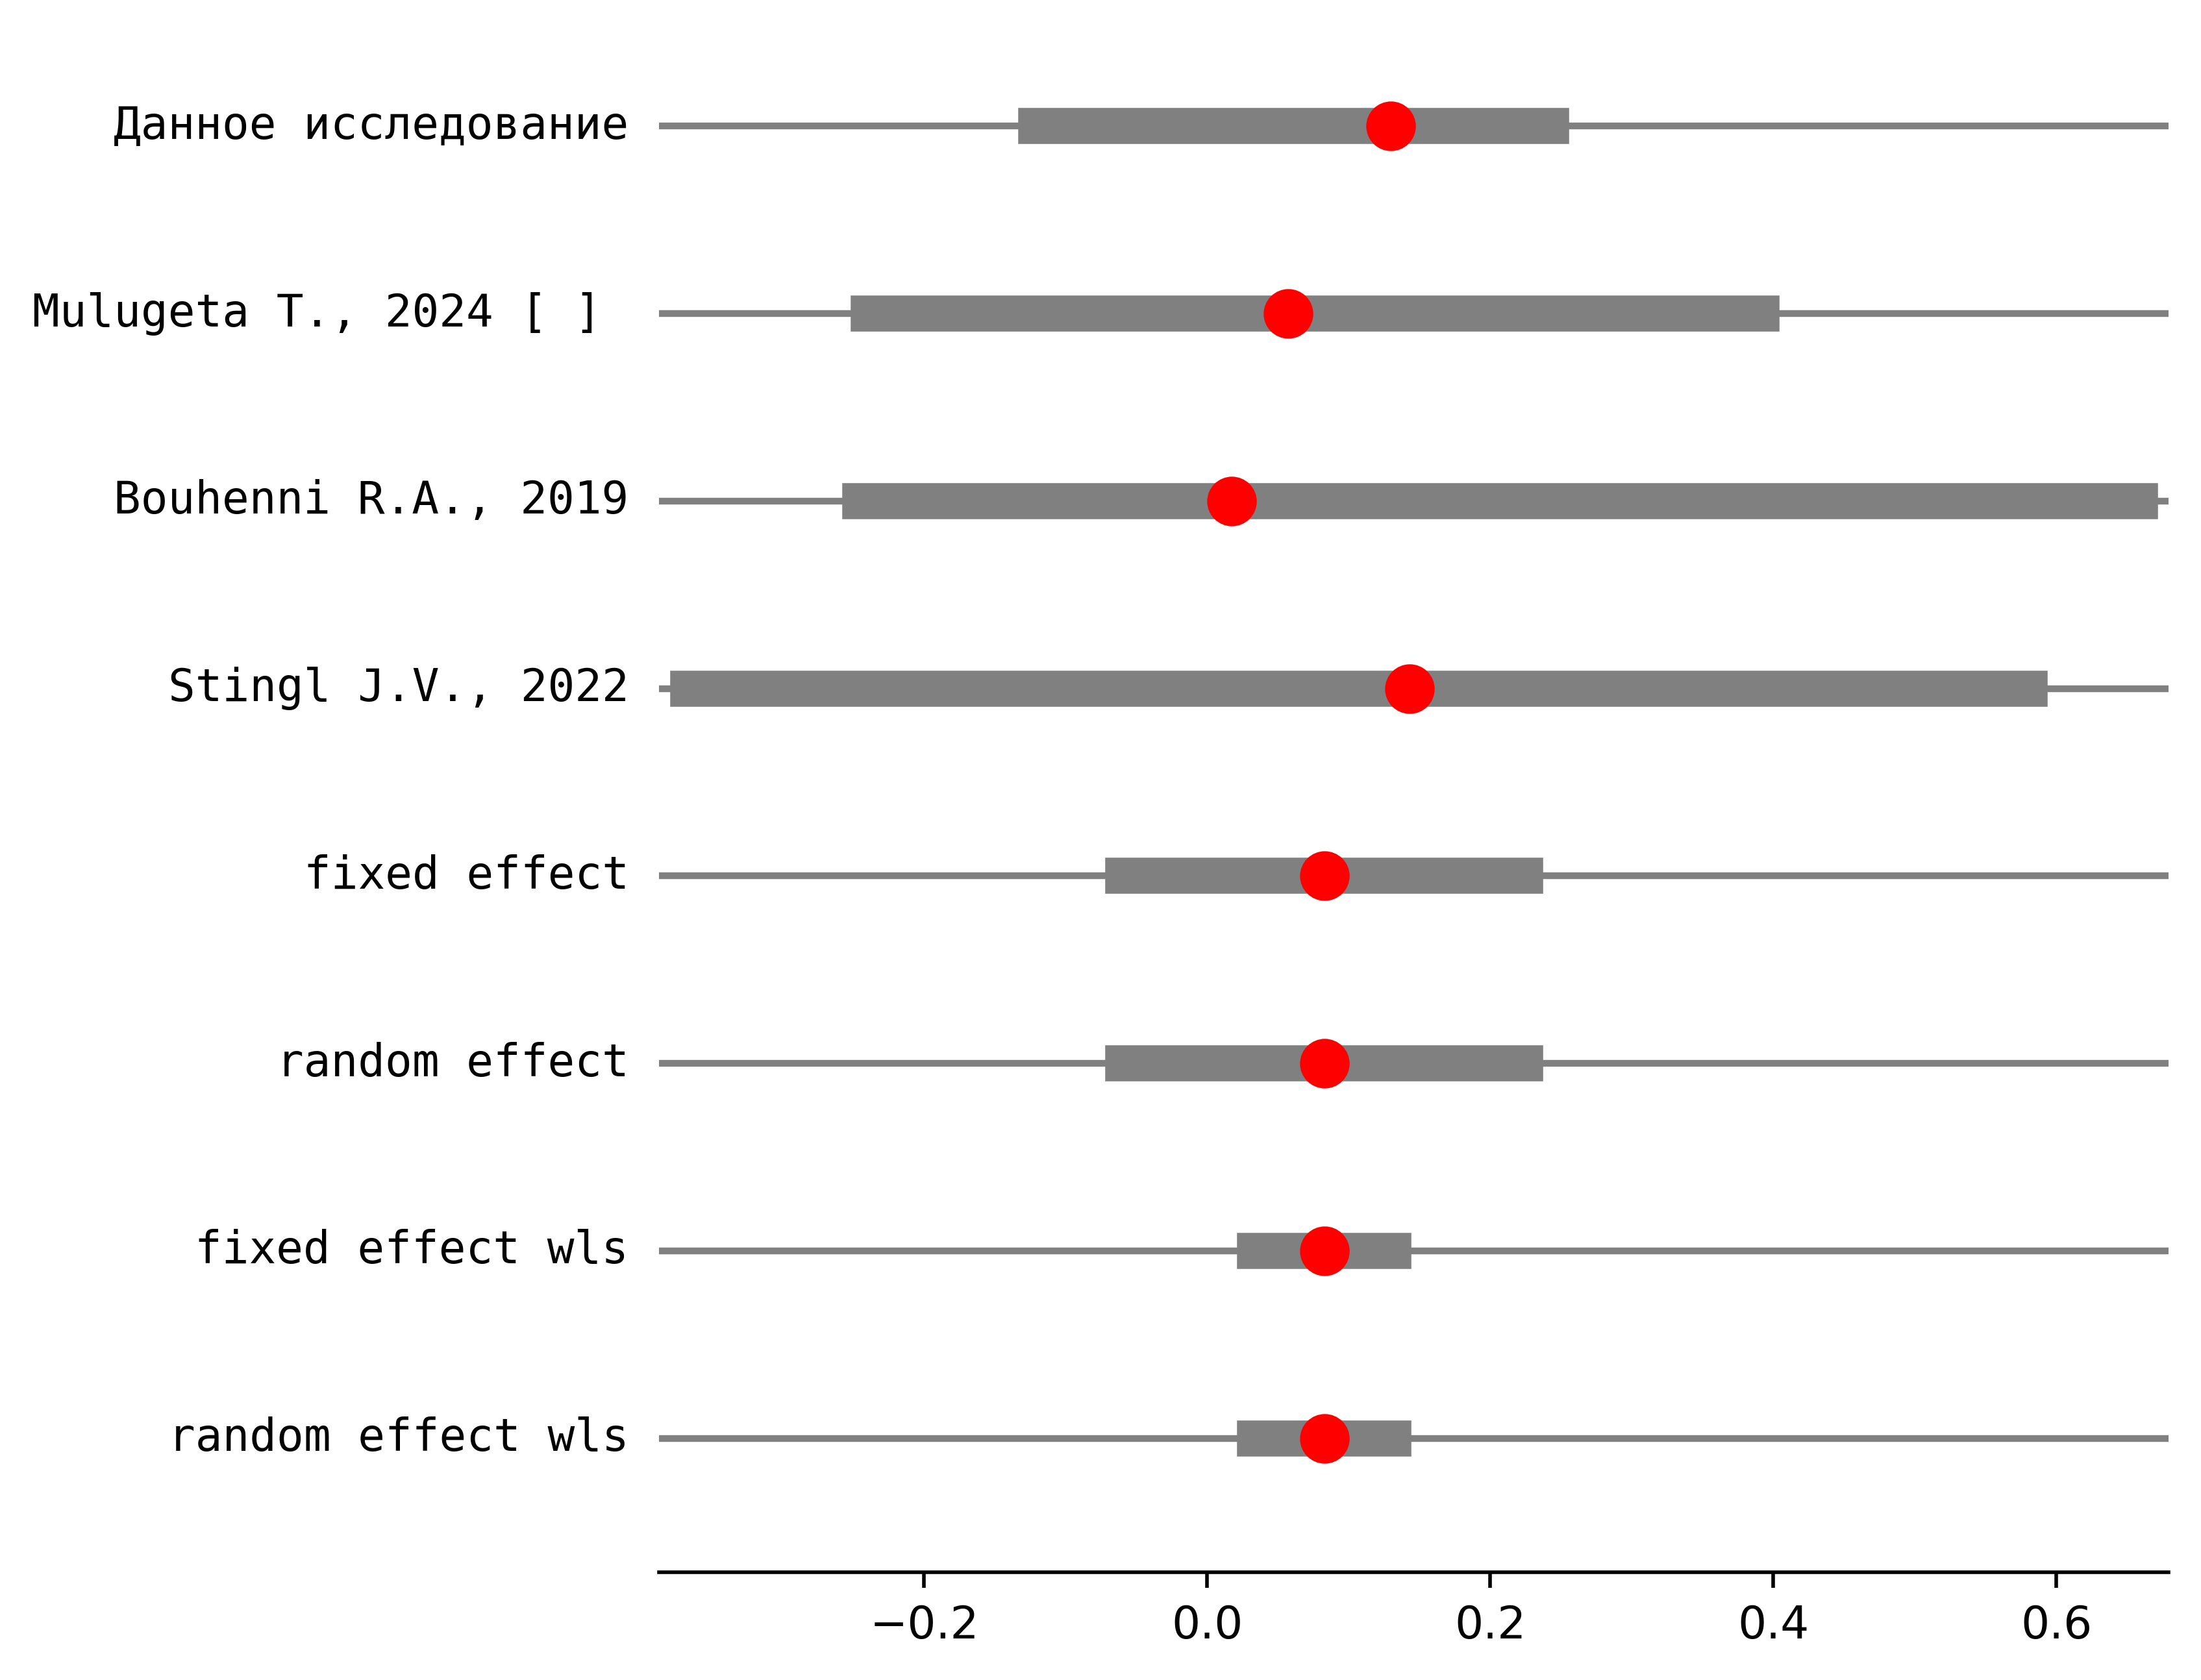 Данное исследование
Mulugeta T., 2024 [ ]
Bouhenni R.A., 2019
Stingl J.V., 2022
fixed effect
random effect
fixed effect wls
random effect wls
−0.2 0.0 0.2 0.4 0.6